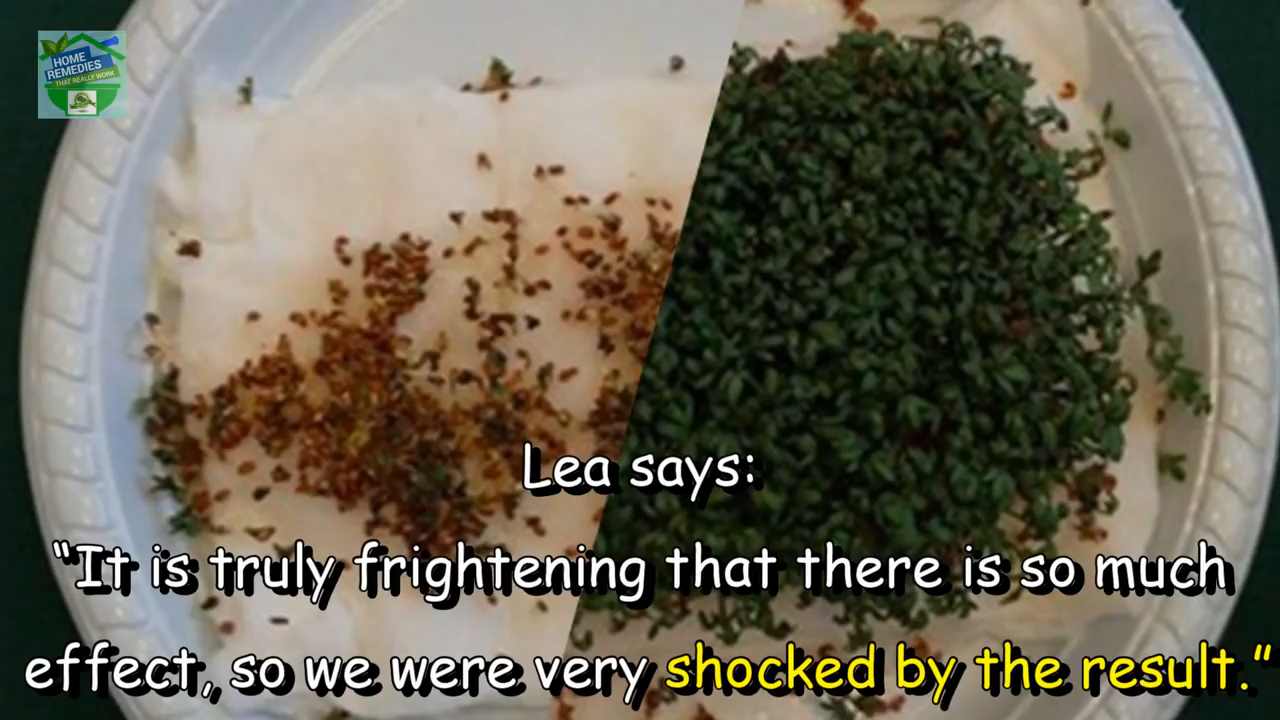 HOME
REMEDIES
THAT REALLY WORK
Lea says:
“It is truly frightening that there is so much
effect, so we were very shocked by the result.”